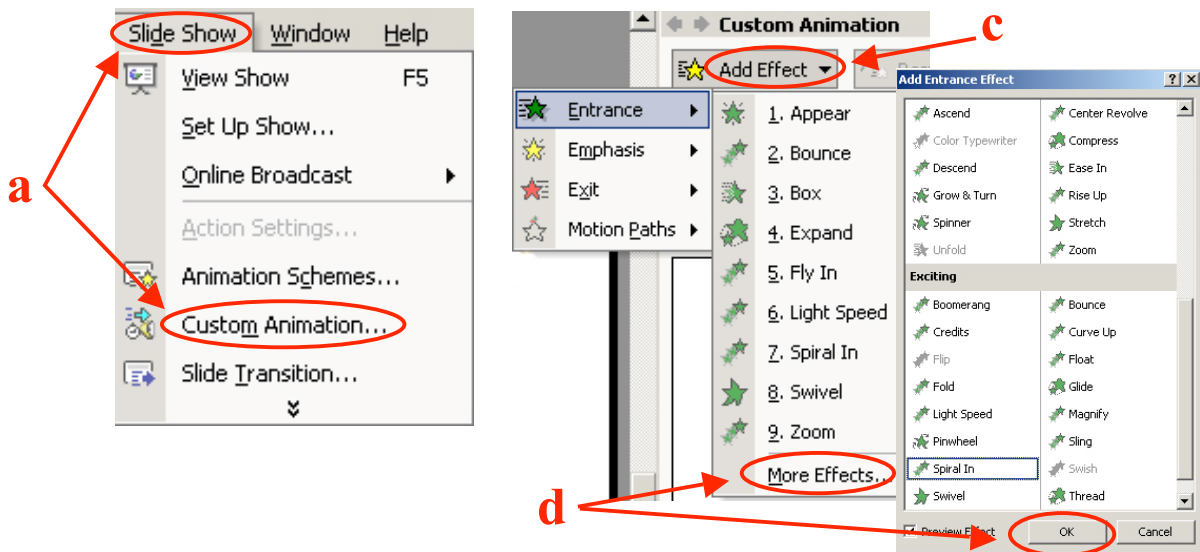 Slide Show Window Help
View Show F5
Set Up Show...
Online Broadcast
Action Settings...
Animation Schemes...
Custom Animation...
Slide Transition...
a
Custom Animation
c
Add Effect
Entrance
Emphasis
Exit
Motion Paths
1. Appear
2. Bounce
3. Box
4. Expand
5. Fly In
6. Light Speed
7. Spiral In
8. Swivel
9. Zoom
More Effects...
d
Add Entrance Effect
Ascend Center Revolve
Color Typewriter Compress
Descend Ease In
Grow & Turn Rise Up
Spinner Stretch
Unfold Zoom
Exciting
Boomerang Bounce
Credits Curve Up
Flip Float
Fold Glide
Light Speed Magnify
Pinwheel Sling
Spiral In Swish
Swivel Thread
Preview Effect OK Cancel